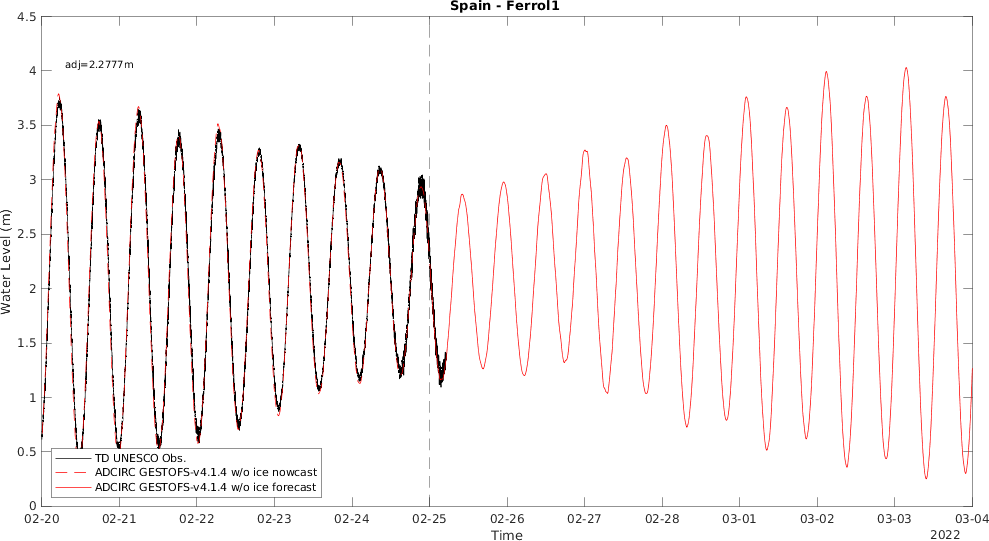 Spain - Ferrol1
4.5
adj=2.2777m
4
3.5
3
2.5
2
1.5
1
0.5
0
Water Level (m)
TD UNESCO Obs.
ADCIRC GESTOFS-v4.1.4 w/o ice nowcast
ADCIRC GESTOFS-v4.1.4 w/o ice forecast
02-20 02-21 02-22 02-23 02-24 02-25 02-26 02-27 02-28 03-01 03-02 03-03 03-04
Time
2022